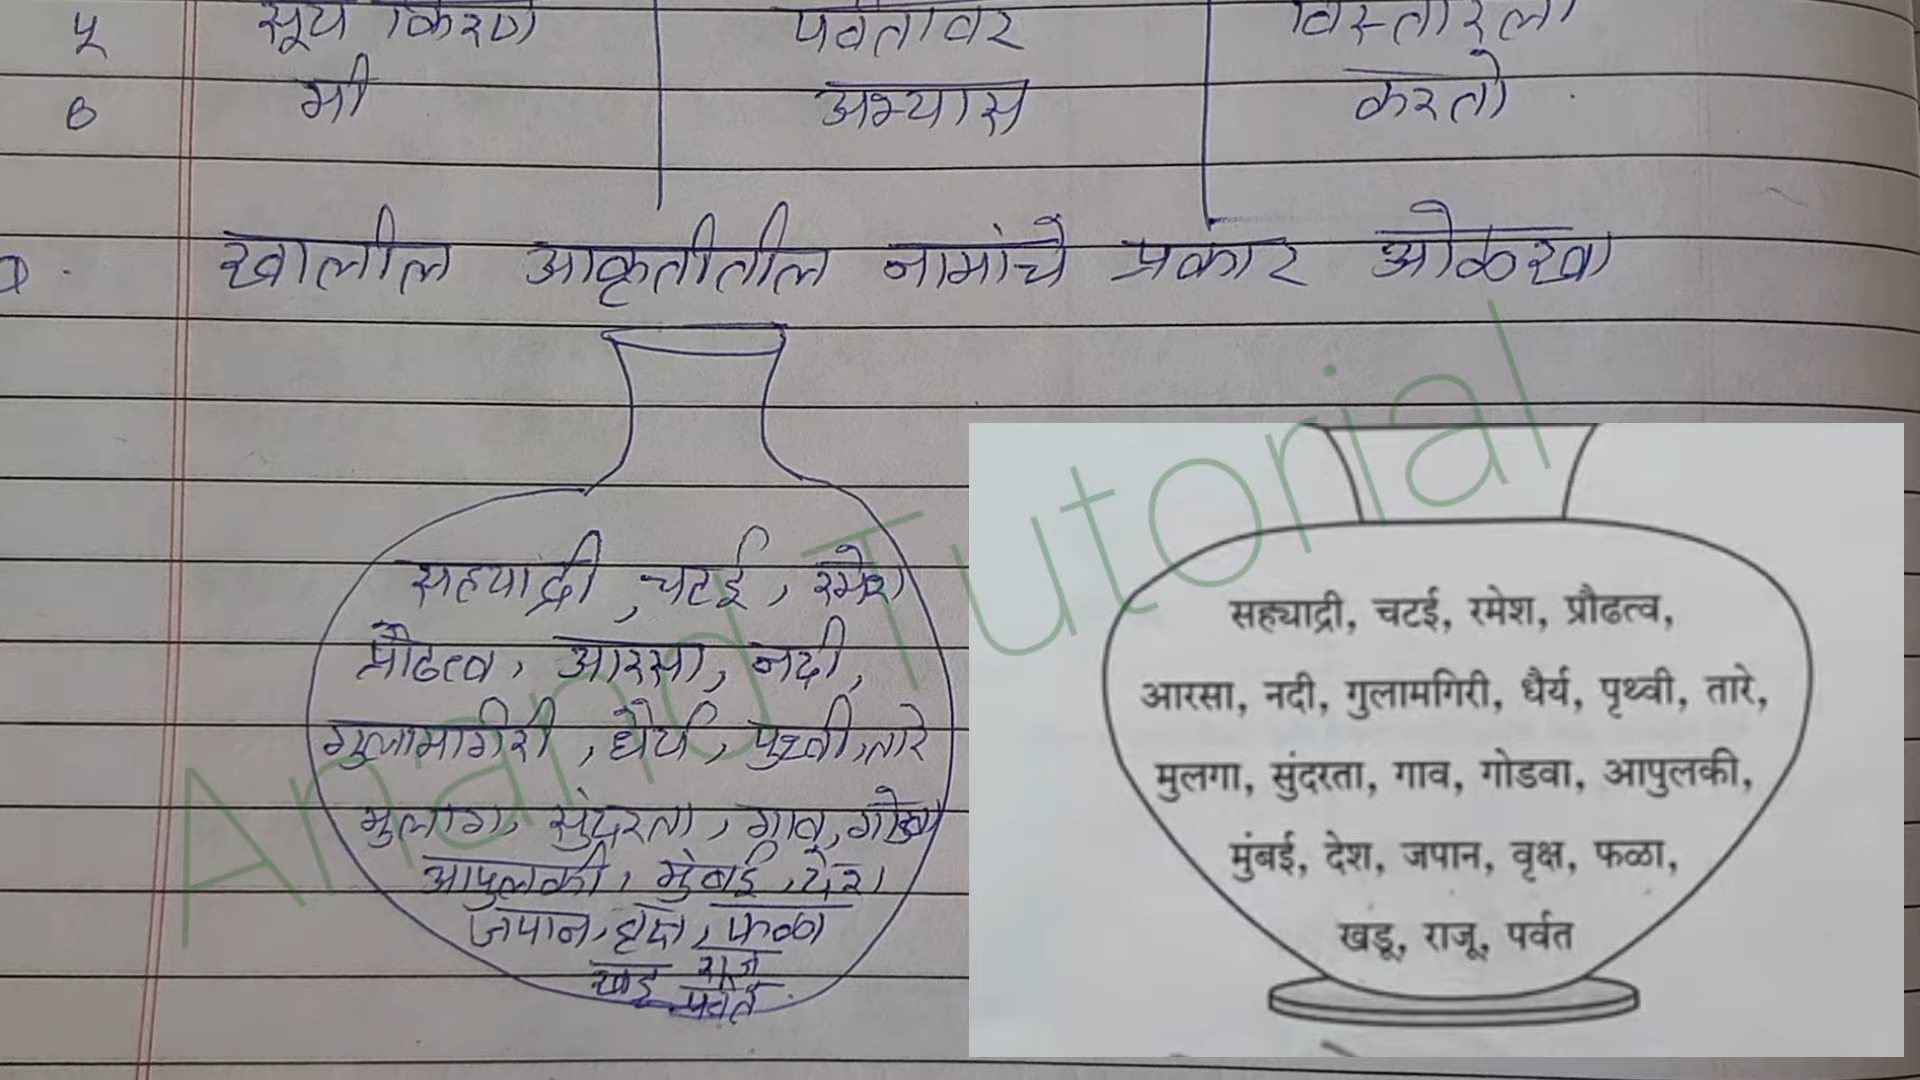 ५ सूर्य किरण पर्वतावर विस्तारला
६ मी अभ्यास करतो
खालील आकृतीतील नामांचे प्रकार ओळखा
सहयाद्री, चटई, रमेश
प्रौढत्व, आरसा, नदी,
गुलामगिरी, धैर्य, पृथ्वी, तारे
मुलाग, सुंदरता, गाव, गोडवा
आपुलकी, मुंबई, देश
जपान, वृक्ष, फळा
खडू राजू
पर्वत
सह्याद्री, चटई, रमेश, प्रौढत्व,
आरसा, नदी, गुलामगिरी, धैर्य, पृथ्वी, तारे,
मुलगा, सुंदरता, गाव, गोडवा, आपुलकी,
मुंबई, देश, जपान, वृक्ष, फळा,
खडू, राजू, पर्वत
Anand Tutorial